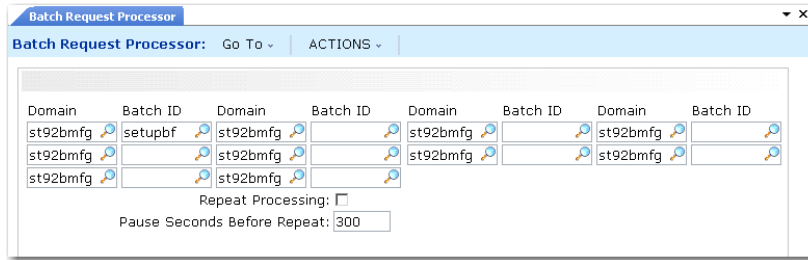 Batch Request Processor
Batch Request Processor: Go To ACTIONS
Domain Batch ID Domain Batch ID Domain Batch ID Domain Batch ID
st92bmfg setupbf st92bmfg st92bmfg st92bmfg
st92bmfg st92bmfg st92bmfg st92bmfg
st92bmfg st92bmfg
Repeat Processing:
Pause Seconds Before Repeat: 300